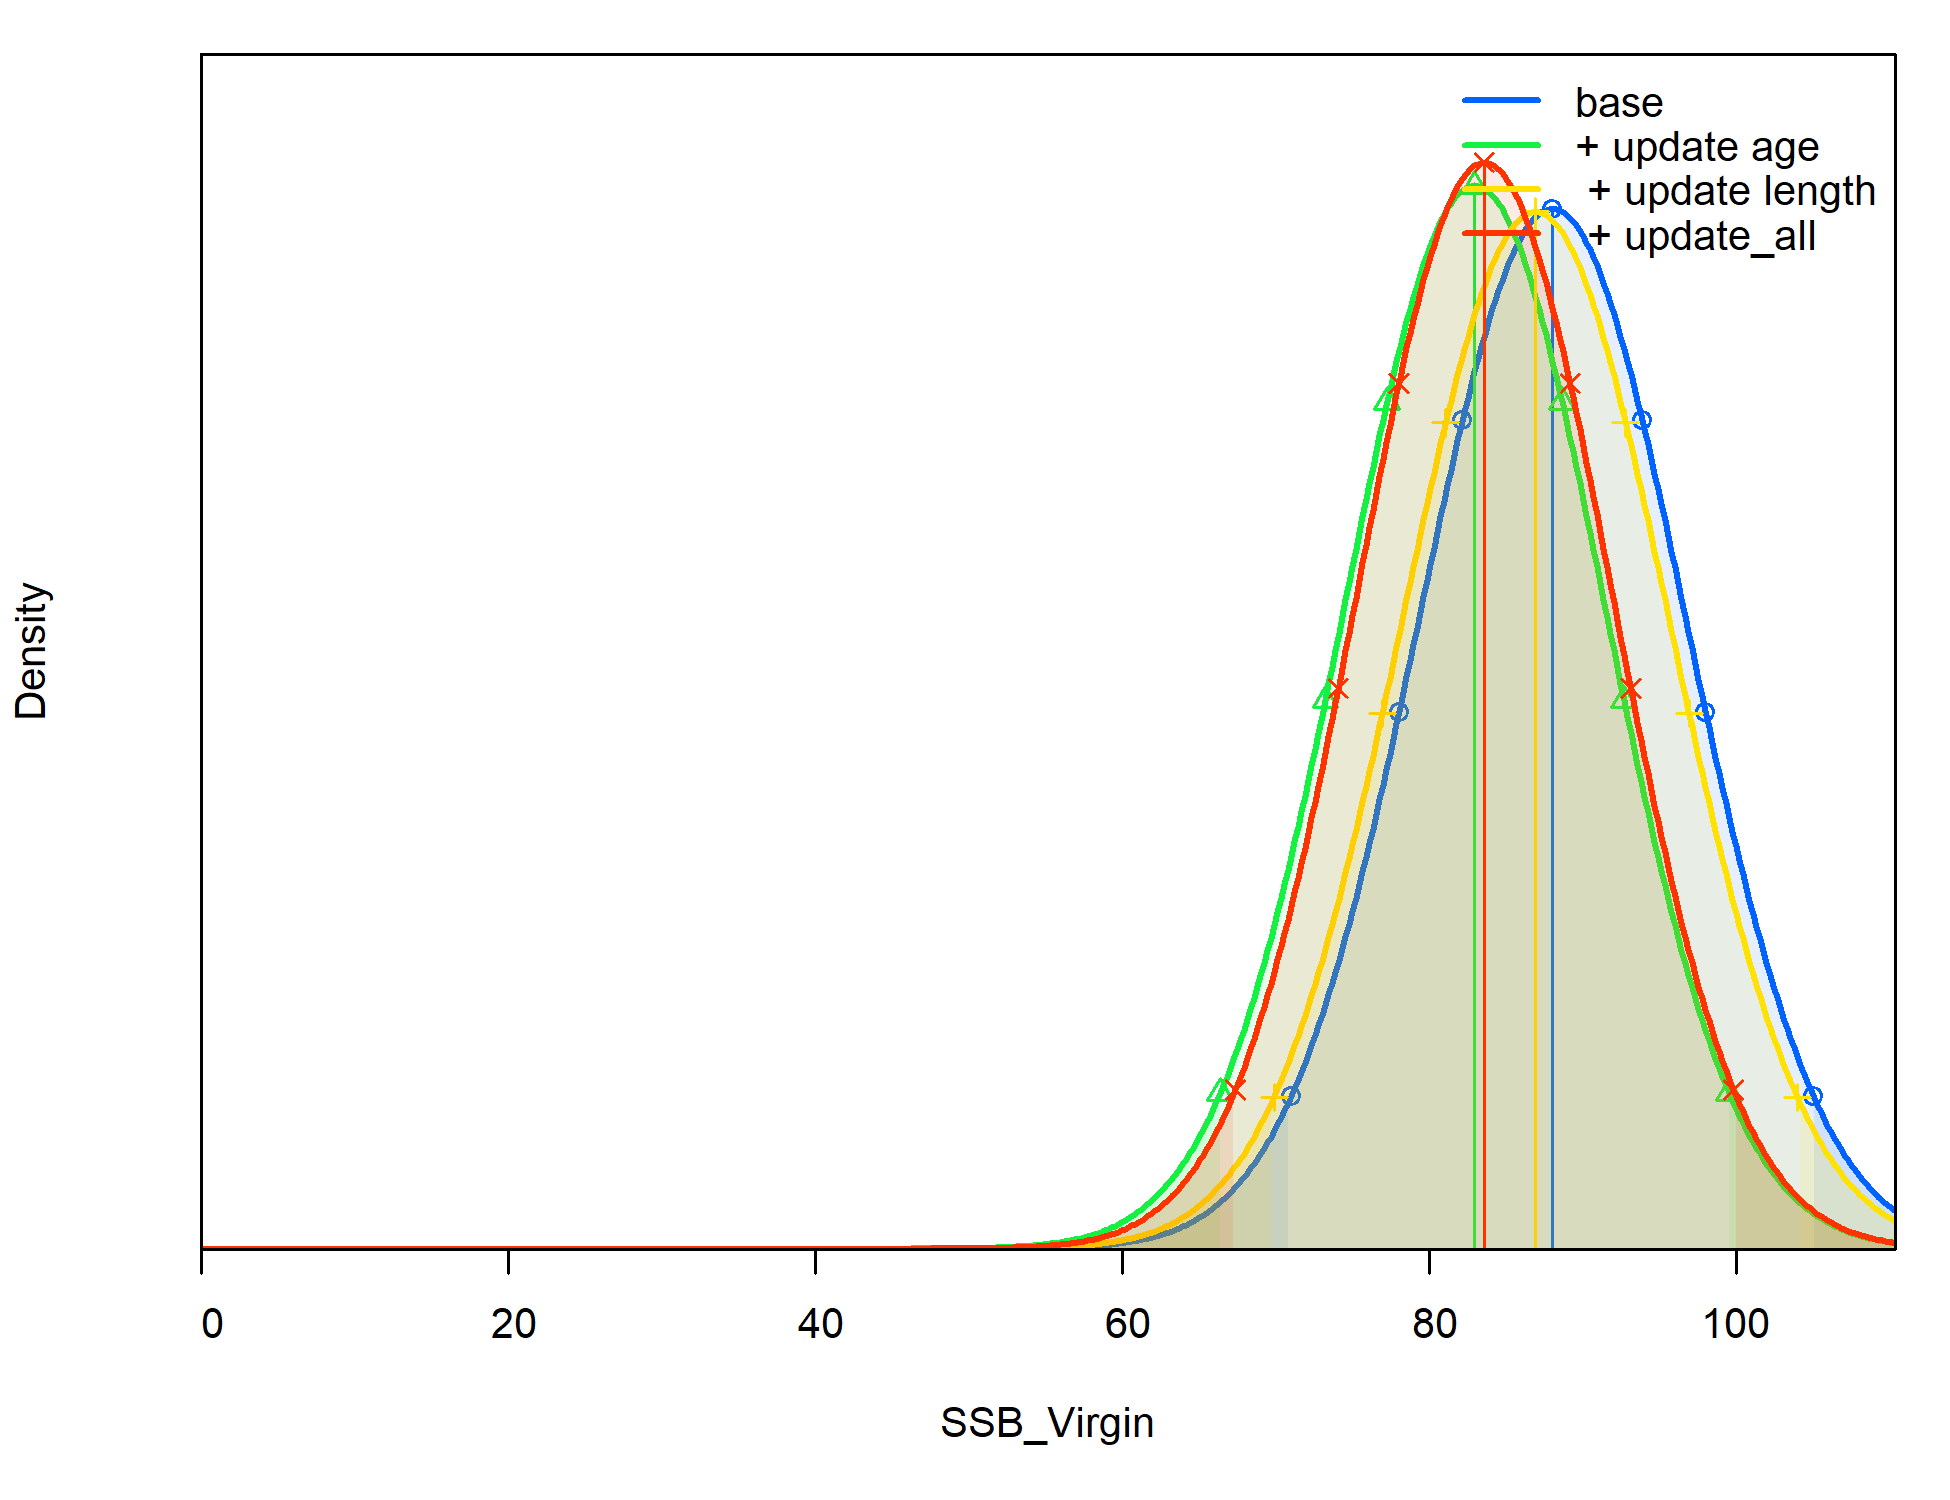 base
+ update age
+ update length
+ update_all
Density
0 20 40 60 80 100
SSB_Virgin